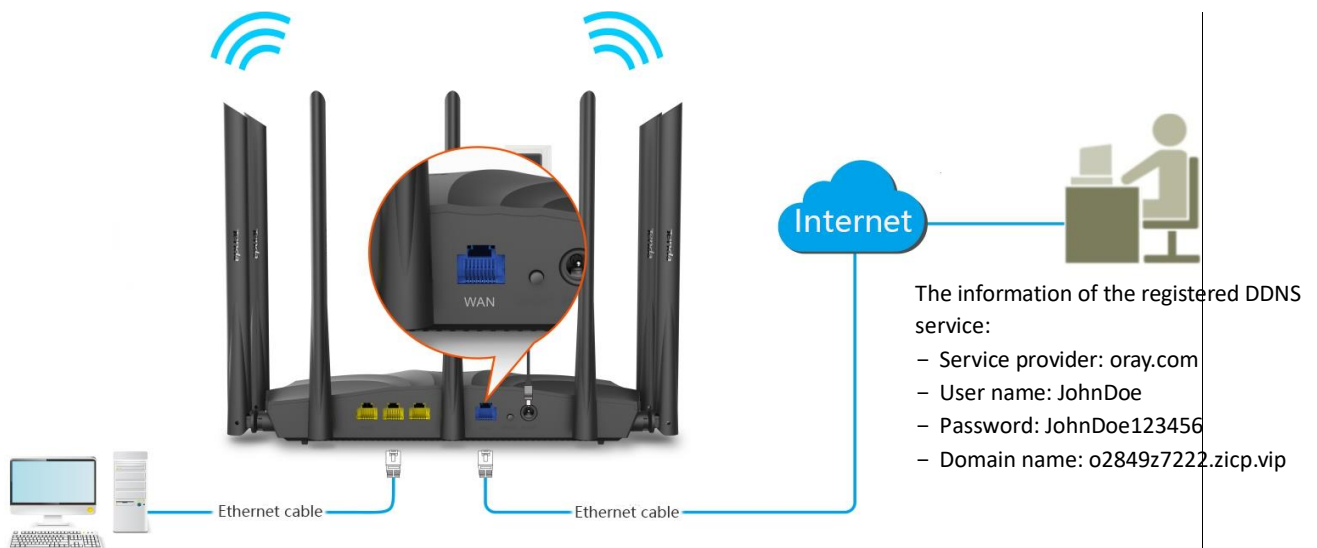 WAN
Internet
The information of the registered DDNS
service:
– Service provider: oray.com
– User name: JohnDoe
– Password: JohnDoe123456
– Domain name: o2849z7222.zicp.vip
Ethernet cable
Ethernet cable